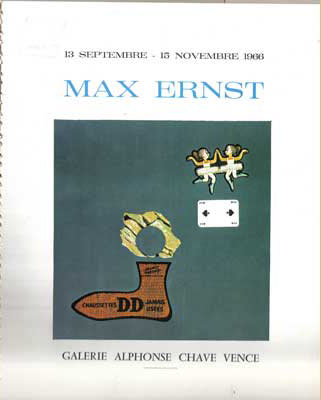 13 SEPTEMBRE - 15 NOVEMBRE 1966
MAX ERNST
CHAUSSETTES DD JAMAIS
USÉES
GALERIE ALPHONSE CHAVE VENCE